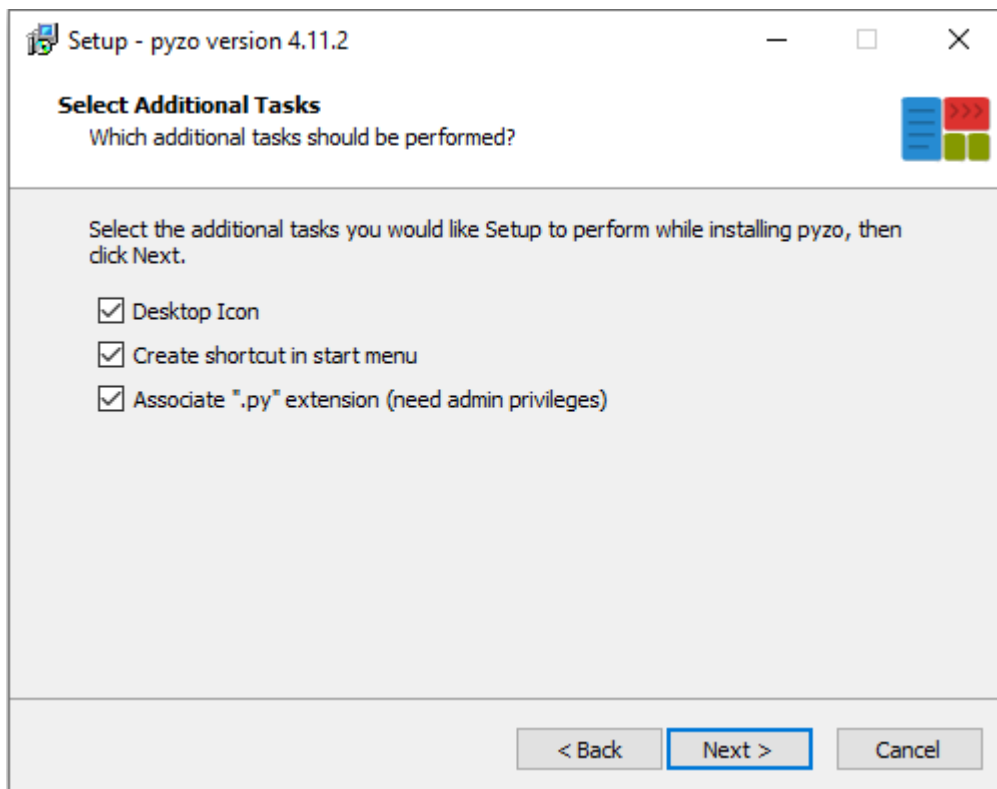 Setup - pyzo version 4.11.2
Select Additional Tasks
Which additional tasks should be performed?
>>>
Select the additional tasks you would like Setup to perform while installing pyzo, then
click Next.
Desktop Icon
Create shortcut in start menu
Associate ".py" extension (need admin privileges)
< Back
Next >
Cancel